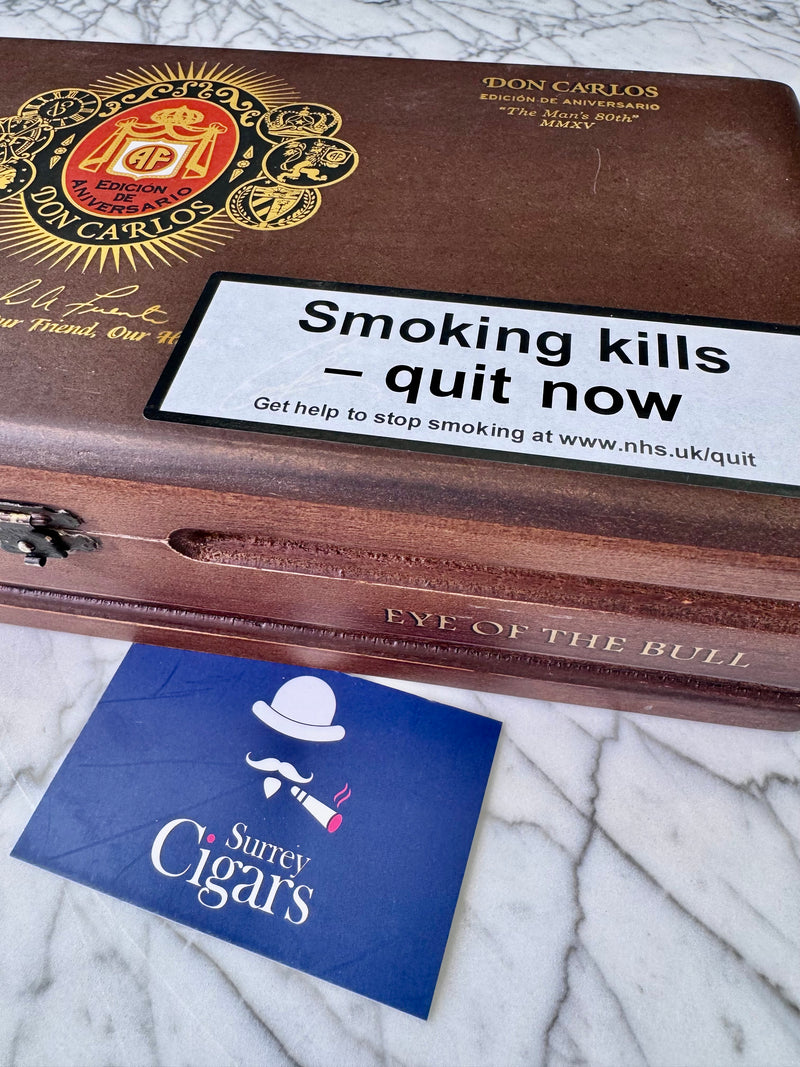 DON CARLOS
EDICIÓN DE ANIVERSARIO
"The Man's 80th"
MMXV
AF
EDICIÓN
DE
ANIVERSARIO
DON CARLOS
Friend, Our
Smoking kills
– quit now
Get help to stop smoking at www.nhs.uk/quit
EYE OF THE BULL
Surrey
Cigars